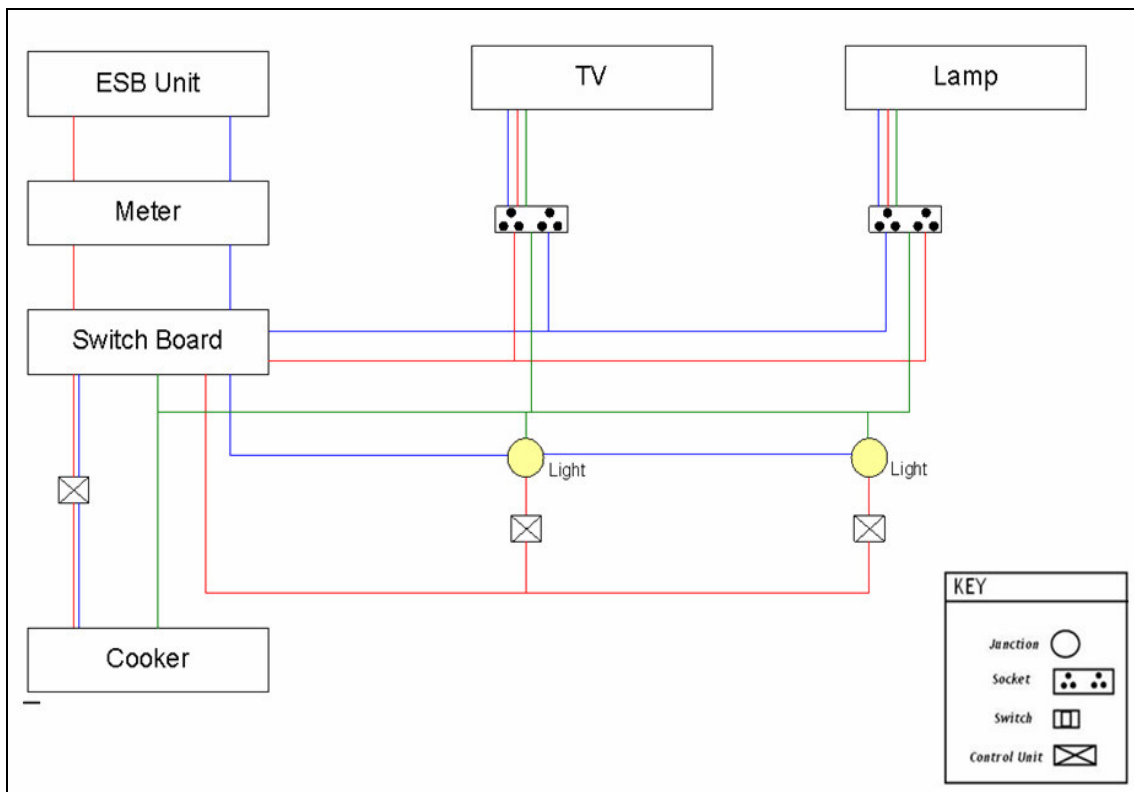 ESB Unit
TV
Lamp
Meter
Switch Board
Light
Light
Cooker
KEY
Junction
Socket
Switch
Control Unit